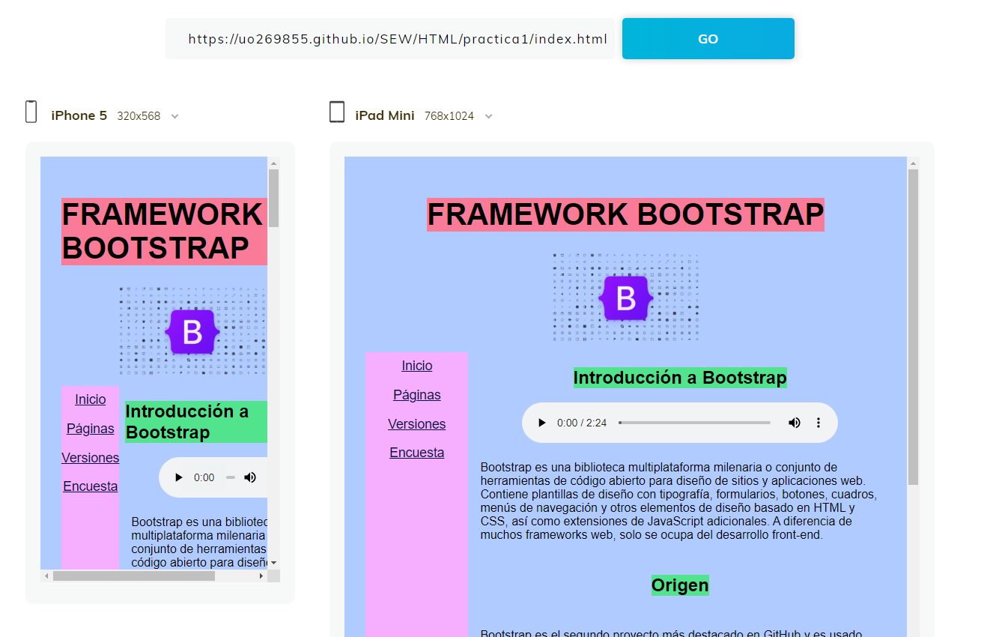 https://uo269855.github.io/SEW/HTML/practica1/index.html
GO
iPhone 5 320x568
FRAMEWORK
BOOTSTRAP
B
Inicio
Páginas
Versiones
Encuesta
Introducción a
Bootstrap
0:00
Bootstrap es una
multiplataforma milenaria
conjunto de herramientas
código abierto para
iPad Mini 768x1024
FRAMEWORK BOOTSTRAP
B
Inicio
Páginas
Versiones
Encuesta
Introducción a Bootstrap
0:00 / 2:24
Bootstrap es una biblioteca multiplataforma milenaria o conjunto de
herramientas de código abierto para diseño de sitios y aplicaciones web.
Contiene plantillas de diseño con tipografía, formularios, botones, cuadros,
menús de navegación y otros elementos de diseño basado en HTML y
CSS, así como extensiones de JavaScript adicionales. A diferencia de
muchos frameworks web, solo se ocupa del desarrollo front-end.
Origen
Bootstrap es el segundo proyecto más destacado en GitHub y es usado